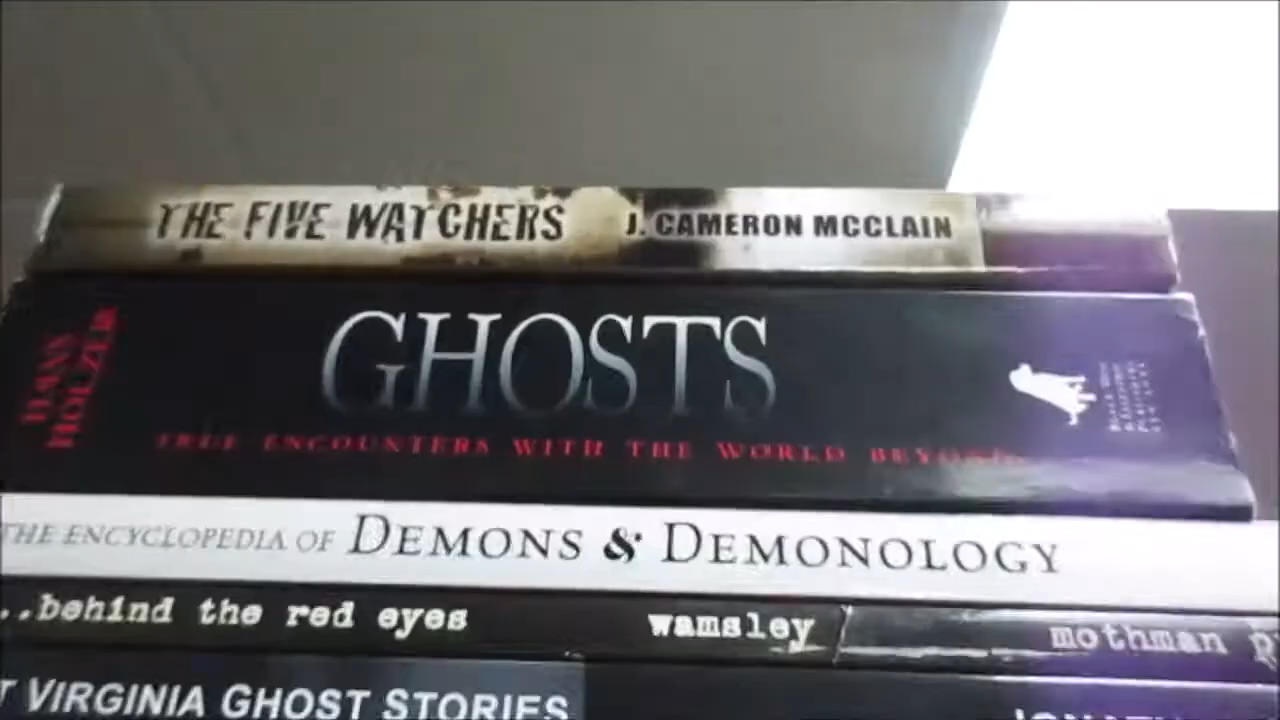 THE FIVE WATCHERS J. CAMERON MCCLAIN
HANS
HOLZER
GHOSTS
TRUE ENCOUNTERS WITH THE WORLD BEYOND
THE ENCYCLOPEDIA OF DEMONS & DEMONOLOGY
..behind the red eyes wamsley mothman
T VIRGINIA GHOST STORIES